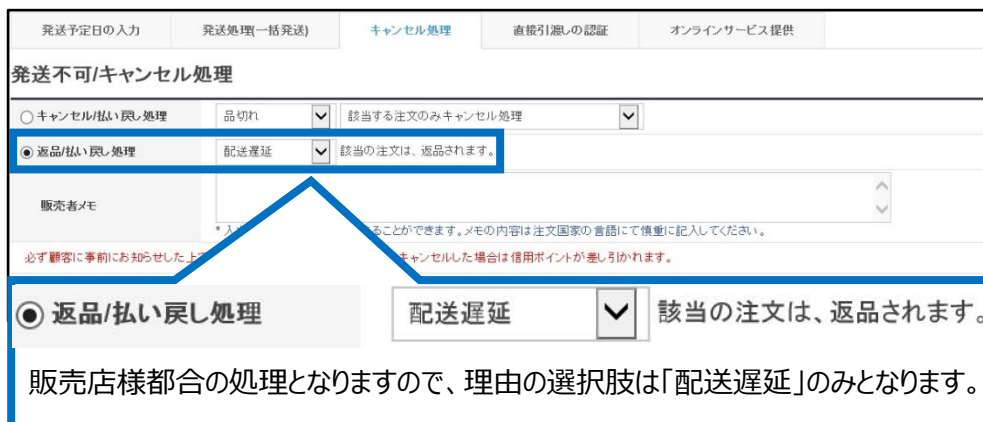 発送予定日の入力 発送処理(一括発送) キャンセル処理 直接引渡しの認証 オンラインサービス提供
発送不可/キャンセル処理
キャンセル/払い戻し処理 品切れ 該当する注文のみキャンセル処理
返品/払い戻し処理 配送遅延 該当の注文は、返品されます。
販売者メモ
ることができます。メモの内容は注文国家の言語にて慎重に記入してください。
必ず顧客に事前にお知らせした上で キャンセルした場合は信用ポイントが差し引かれます。
返品/払い戻し処理 配送遅延 該当の注文は、返品されます。
販売店様都合の処理となりますので、理由の選択肢は「配送遅延」のみとなります。